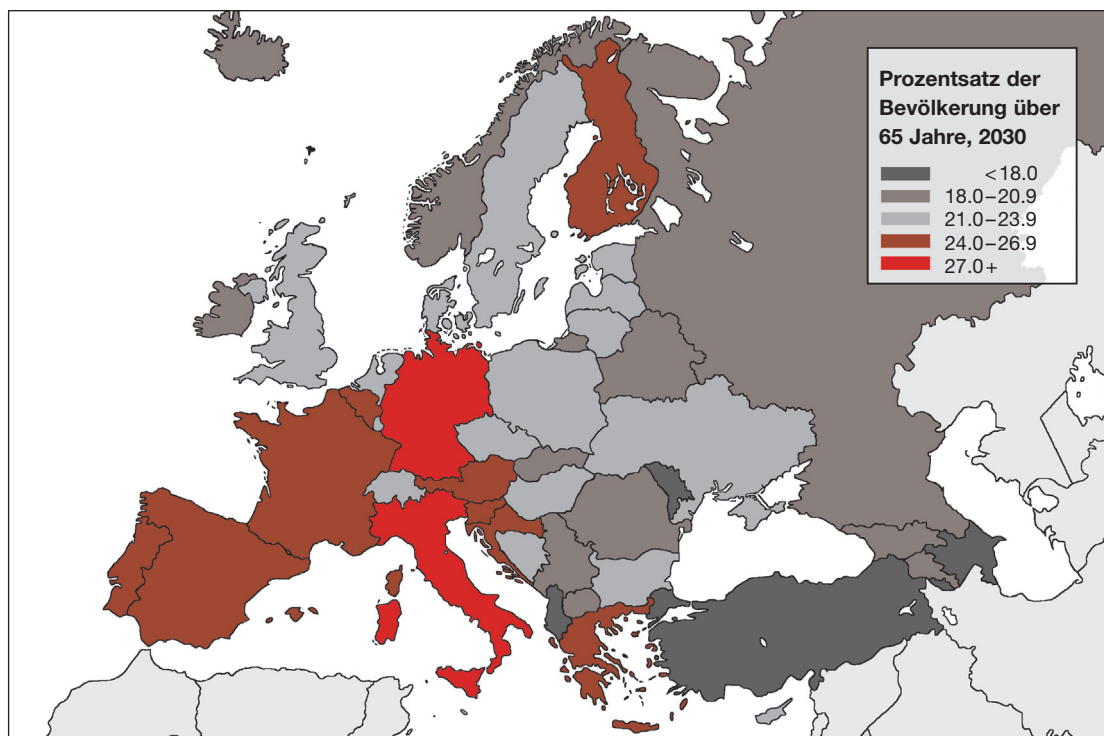 Prozentsatz der
Bevölkerung über
65 Jahre, 2030
<18.0
18.0–20.9
21.0–23.9
24.0–26.9
27.0+